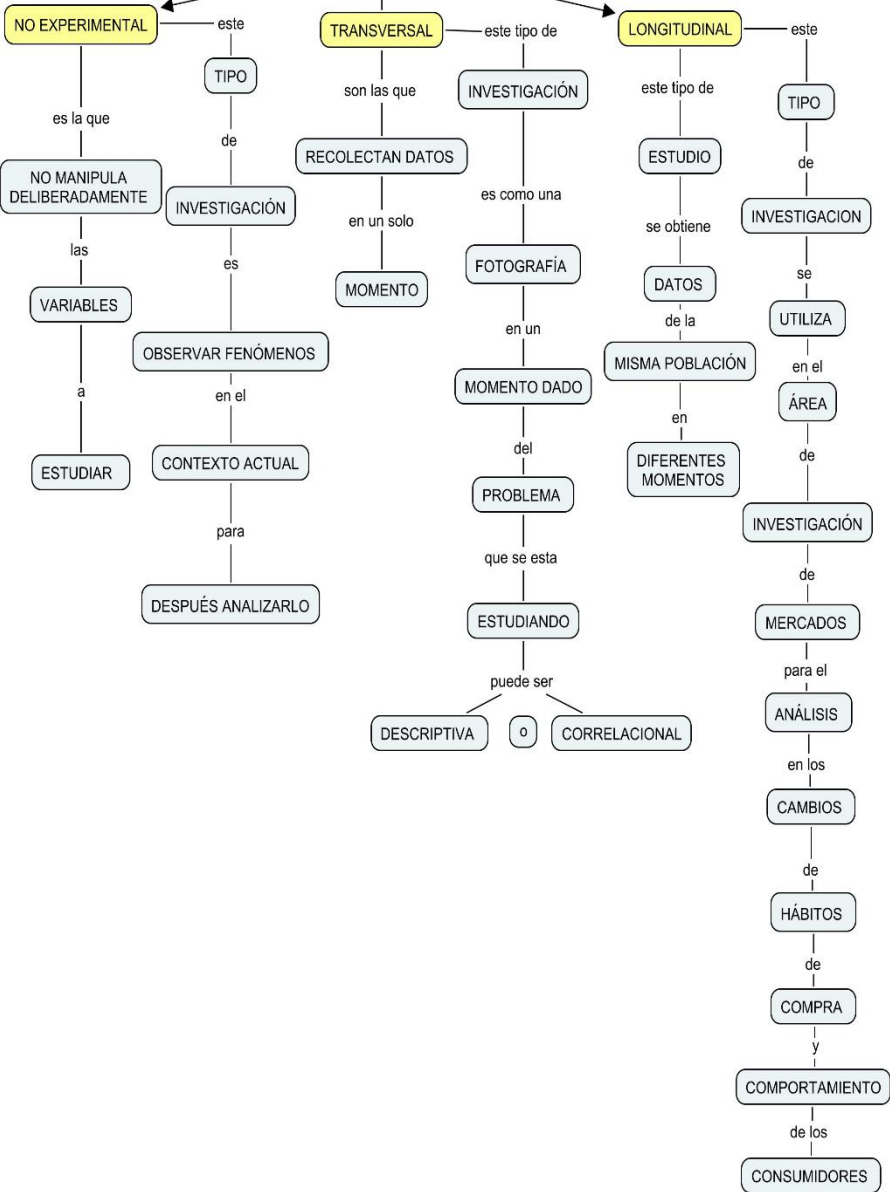 NO EXPERIMENTAL
este
TIPO
de
INVESTIGACIÓN
es
OBSERVAR FENÓMENOS
en el
CONTEXTO ACTUAL
para
DESPUÉS ANALIZARLO
es la que
NO MANIPULA
DELIBERADAMENTE
las
VARIABLES
a
ESTUDIAR
TRANSVERSAL
son las que
RECOLECTAN DATOS
en un solo
MOMENTO
este tipo de
INVESTIGACIÓN
es como una
FOTOGRAFÍA
en un
MOMENTO DADO
del
PROBLEMA
que se esta
ESTUDIANDO
puede ser
DESCRIPTIVA
o
CORRELACIONAL
LONGITUDINAL
este tipo de
ESTUDIO
se obtiene
DATOS
de la
MISMA POBLACIÓN
en
DIFERENTES
MOMENTOS
este
TIPO
de
INVESTIGACION
se
UTILIZA
en el
ÁREA
de
INVESTIGACIÓN
de
MERCADOS
para el
ANÁLISIS
en los
CAMBIOS
de
HÁBITOS
de
COMPRA
y
COMPORTAMIENTO
de los
CONSUMIDORES